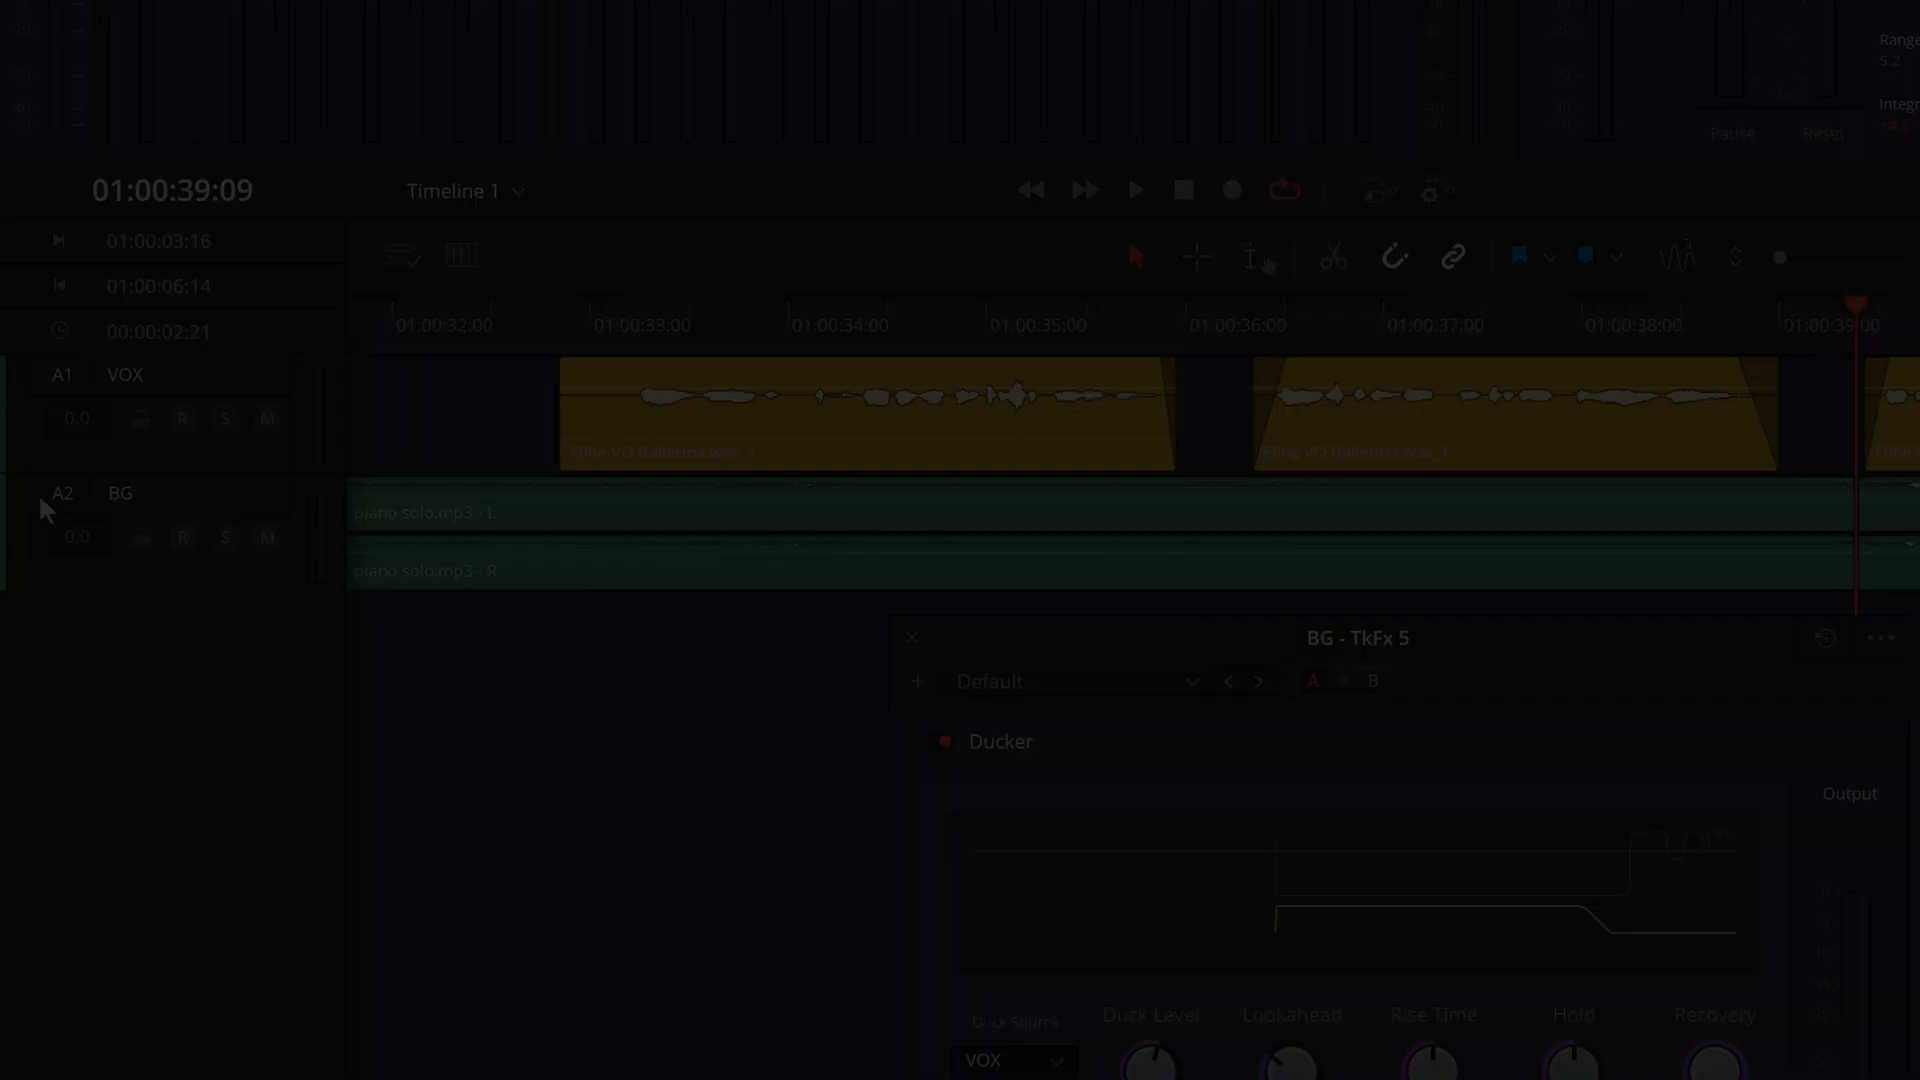 Range
5.2
Pause
Reset
01:00:39:09
Timeline 1
01:00:03:16
01:00:06:14
00:00:02:21
01:00:32:00
01:00:33:00
01:00:34:00
01:00:35:00
01:00:36:00
01:00:37:00
01:00:38:00
01:00:39:00
A1 VOX
0.0 R S M
A2 BG
0.0 R S M
piano solo.mp3 - L
piano solo.mp3 - R
BG - TkFx 5
Default
A B
Ducker
Output
Duck Source
Duck Level
Lookahead
Rise Time
Hold
Recovery
VOX